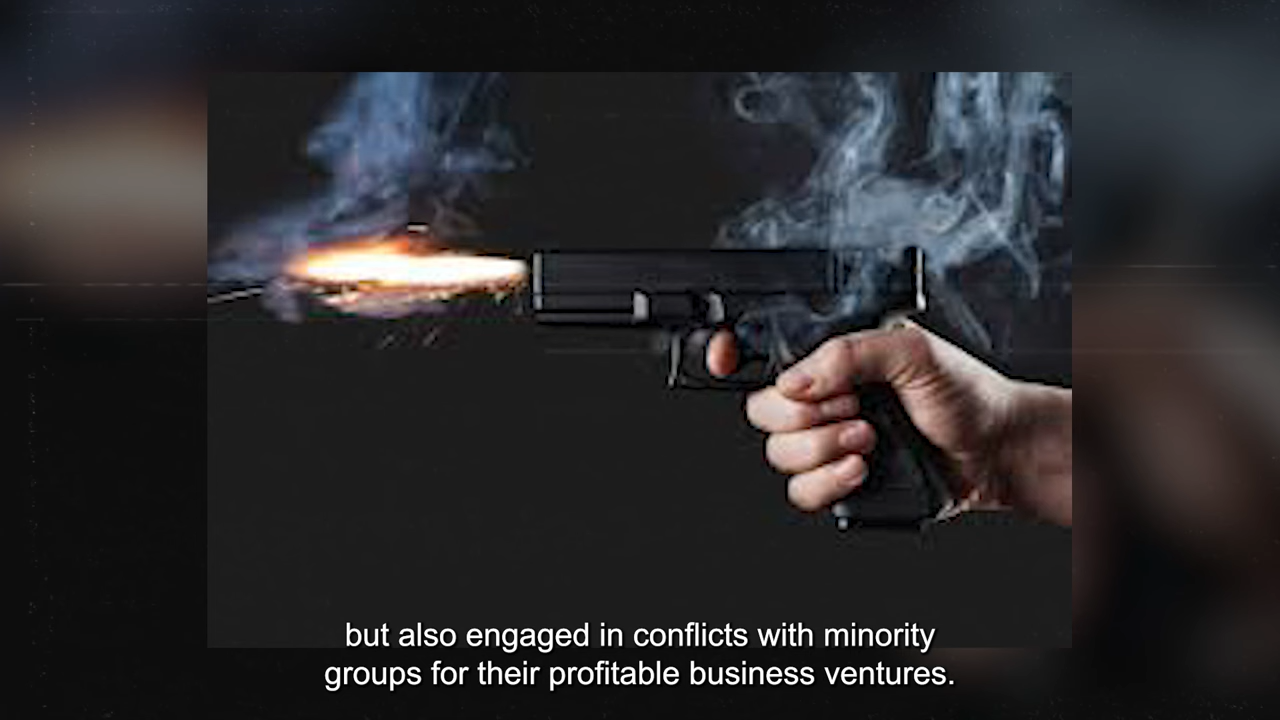 but also engaged in conflicts with minority
groups for their profitable business ventures.